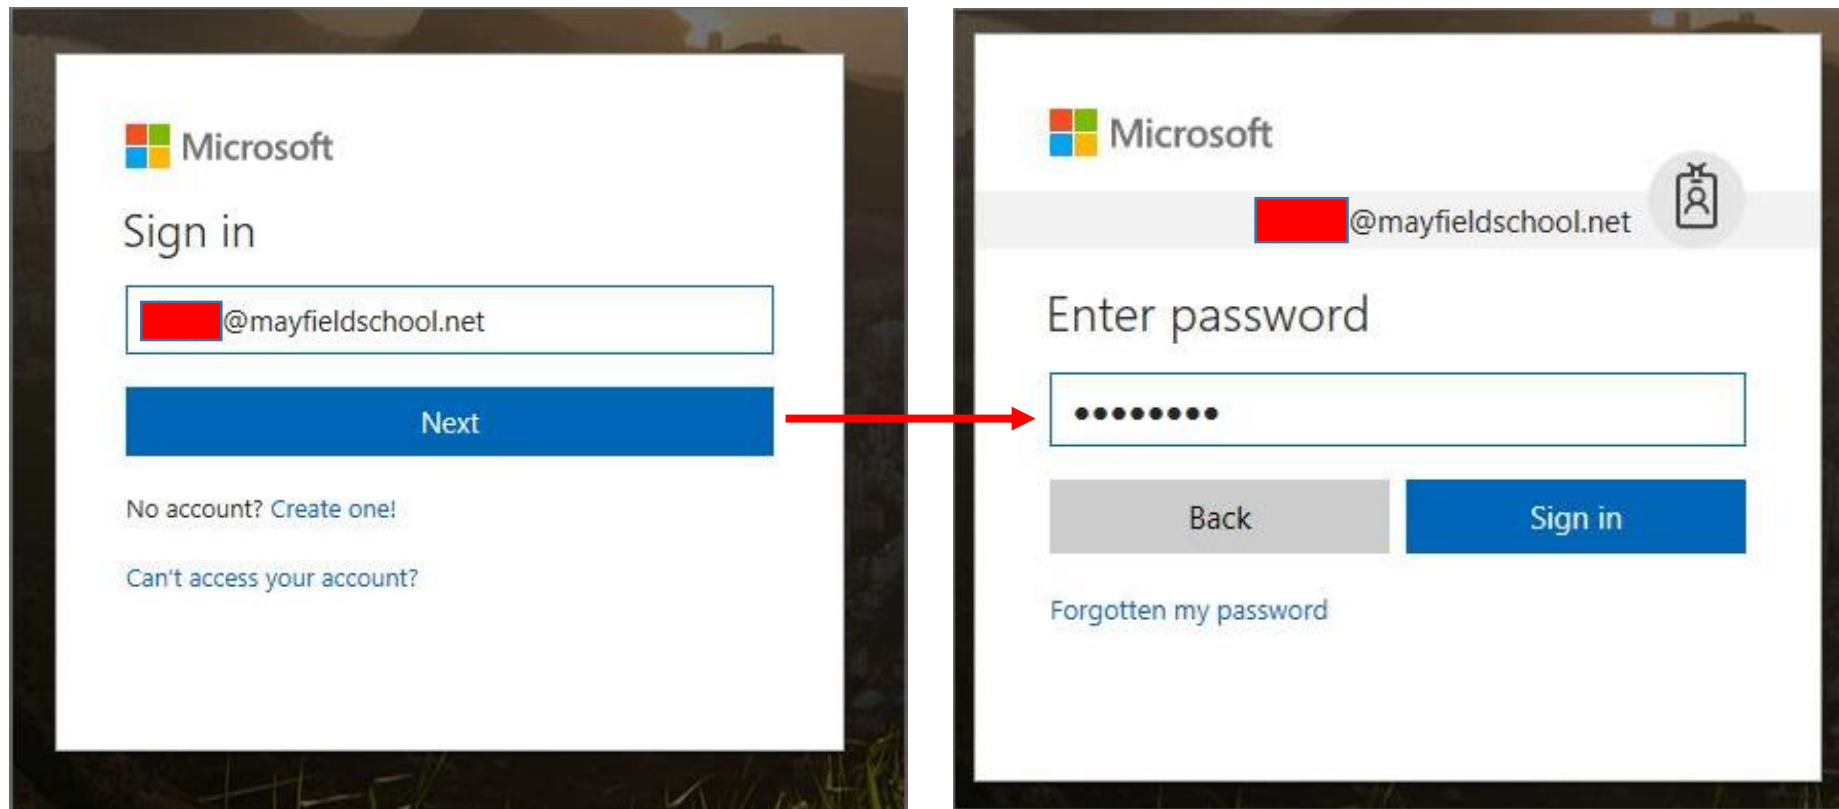 Microsoft
Sign in
@mayfieldschool.net
Next
No account? Create one!
Can't access your account?
Microsoft
@mayfieldschool.net
Enter password
••••••••
Back
Sign in
Forgotten my password